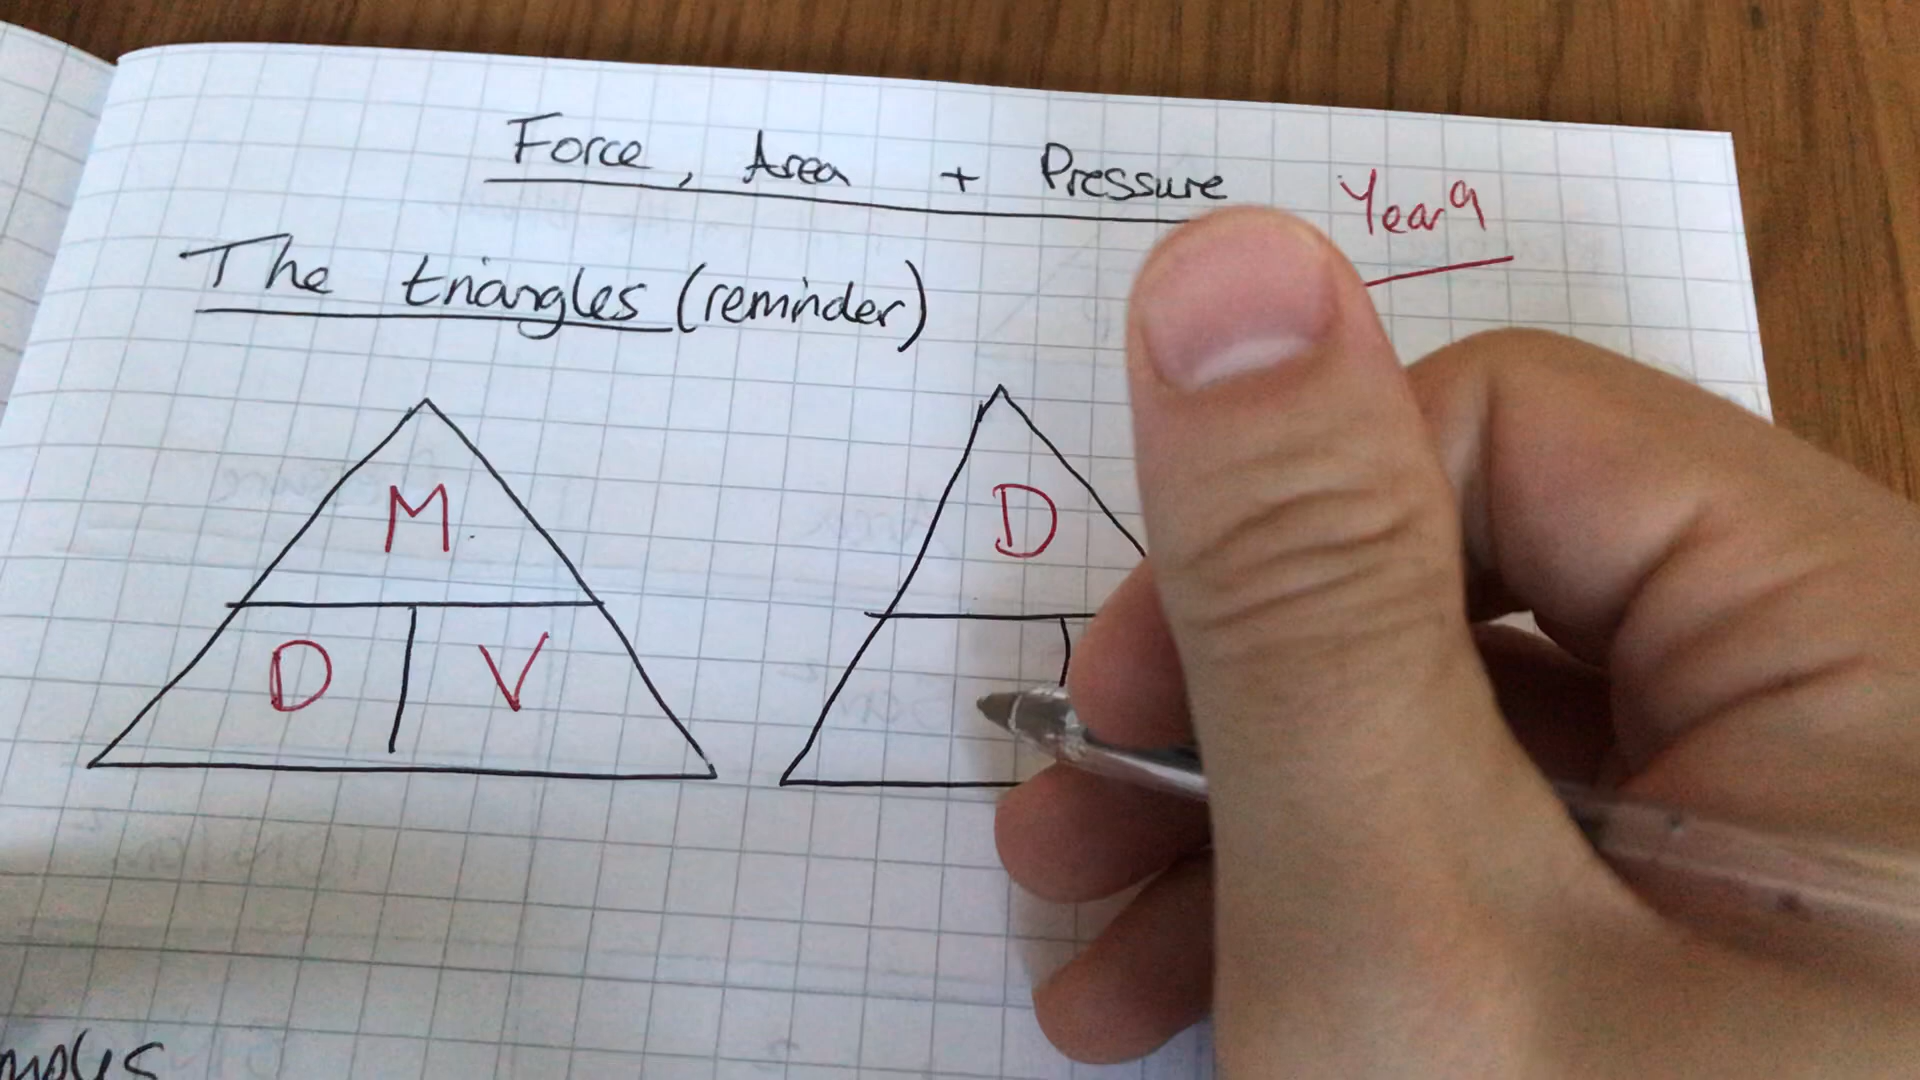 Force, Area + Pressure
Year 9
The triangles (reminder)
M
D
D V